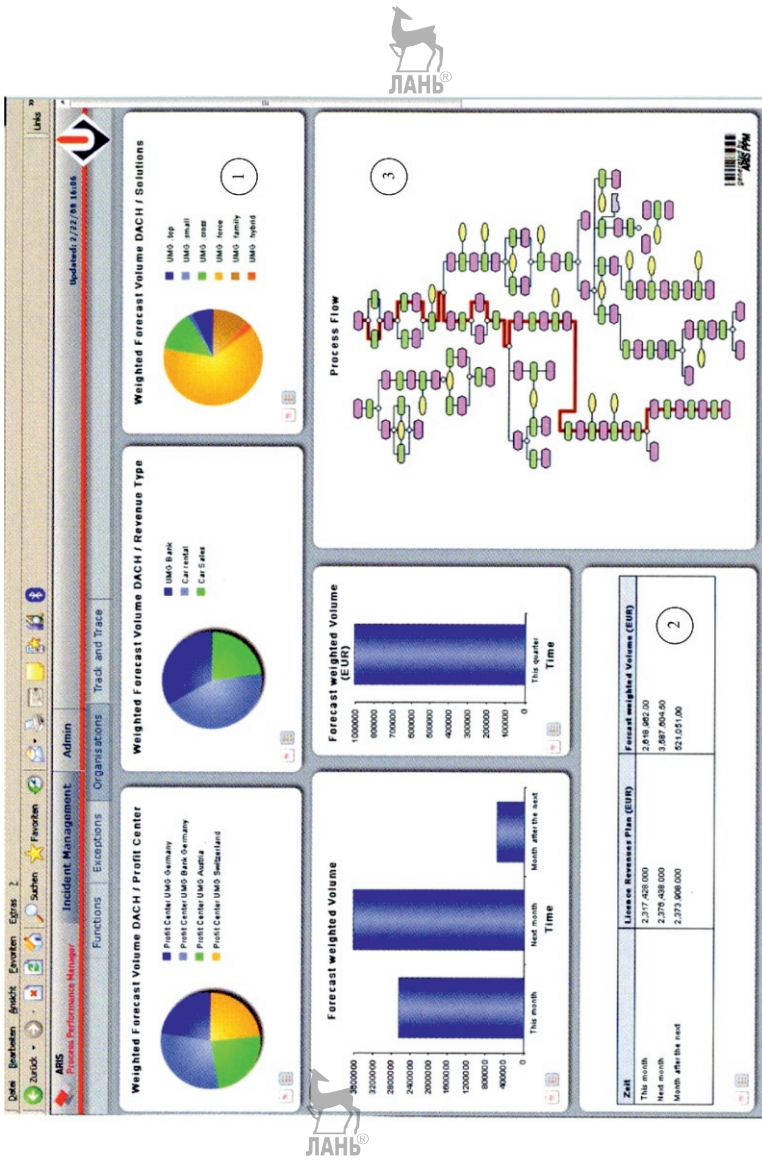 ЛАНЬ®
Datei Bearbeiten Ansicht Favoriten Extras ?
Zurück Suchen Favoriten Links »
ARIS
Process Performance Manager
Incident Management Admin
Updated: 2/22/08 16:06
Functions Exceptions Organisations Track and Trace
Weighted Forecast Volume DACH / Profit Center
Profit Center UMG Germany
Profit Center UMG Bank Germany
Profit Center UMG Austria
Profit Center UMG Switzerland
Weighted Forecast Volume DACH / Revenue Type
UMG Bank
Car rental
Car Sales
Weighted Forecast Volume DACH / Solutions
UMG .top
UMG .small
UMG .cross
UMG .force
UMG .family
UMG .hybrid
1
Forecast weighted Volume
3600000
3200000
2800000
2400000
2000000
1600000
1200000
800000
400000
0
This month Next month Month after the next
Time
Forecast weighted Volume
(EUR)
1000000
900000
800000
700000
600000
500000
400000
300000
200000
100000
0
This quarter
Time
Process Flow
3
generated by
ARIS PPM
Zeit Licence Revenues Plan (EUR) Forcast weighted Volume (EUR)
This month 2,317,428.000 2,618,962.00
Next month 2,376,438.000 3,587,604.50
Month after the next 2,373,908.000 521,051,00
2
ЛАНЬ®